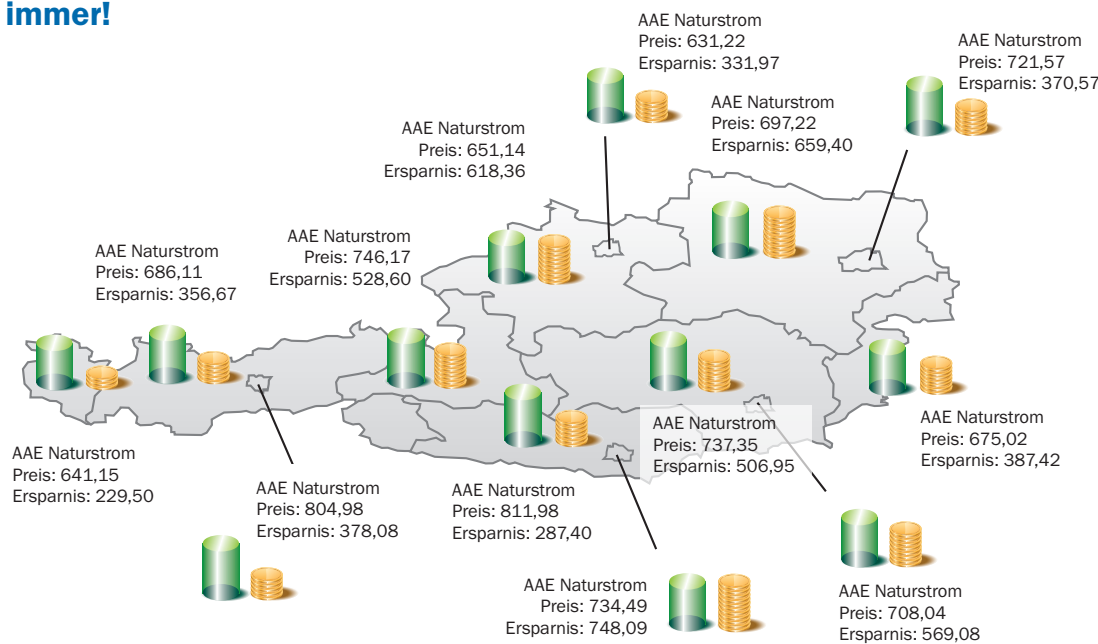 immer!
AAE Naturstrom
Preis: 631,22
Ersparnis: 331,97
AAE Naturstrom
Preis: 721,57
Ersparnis: 370,57
AAE Naturstrom
Preis: 697,22
Ersparnis: 659,40
AAE Naturstrom
Preis: 651,14
Ersparnis: 618,36
AAE Naturstrom
Preis: 746,17
Ersparnis: 528,60
AAE Naturstrom
Preis: 686,11
Ersparnis: 356,67
AAE Naturstrom
Preis: 641,15
Ersparnis: 229,50
AAE Naturstrom
Preis: 804,98
Ersparnis: 378,08
AAE Naturstrom
Preis: 811,98
Ersparnis: 287,40
AAE Naturstrom
Preis: 737,35
Ersparnis: 506,95
AAE Naturstrom
Preis: 675,02
Ersparnis: 387,42
AAE Naturstrom
Preis: 734,49
Ersparnis: 748,09
AAE Naturstrom
Preis: 708,04
Ersparnis: 569,08